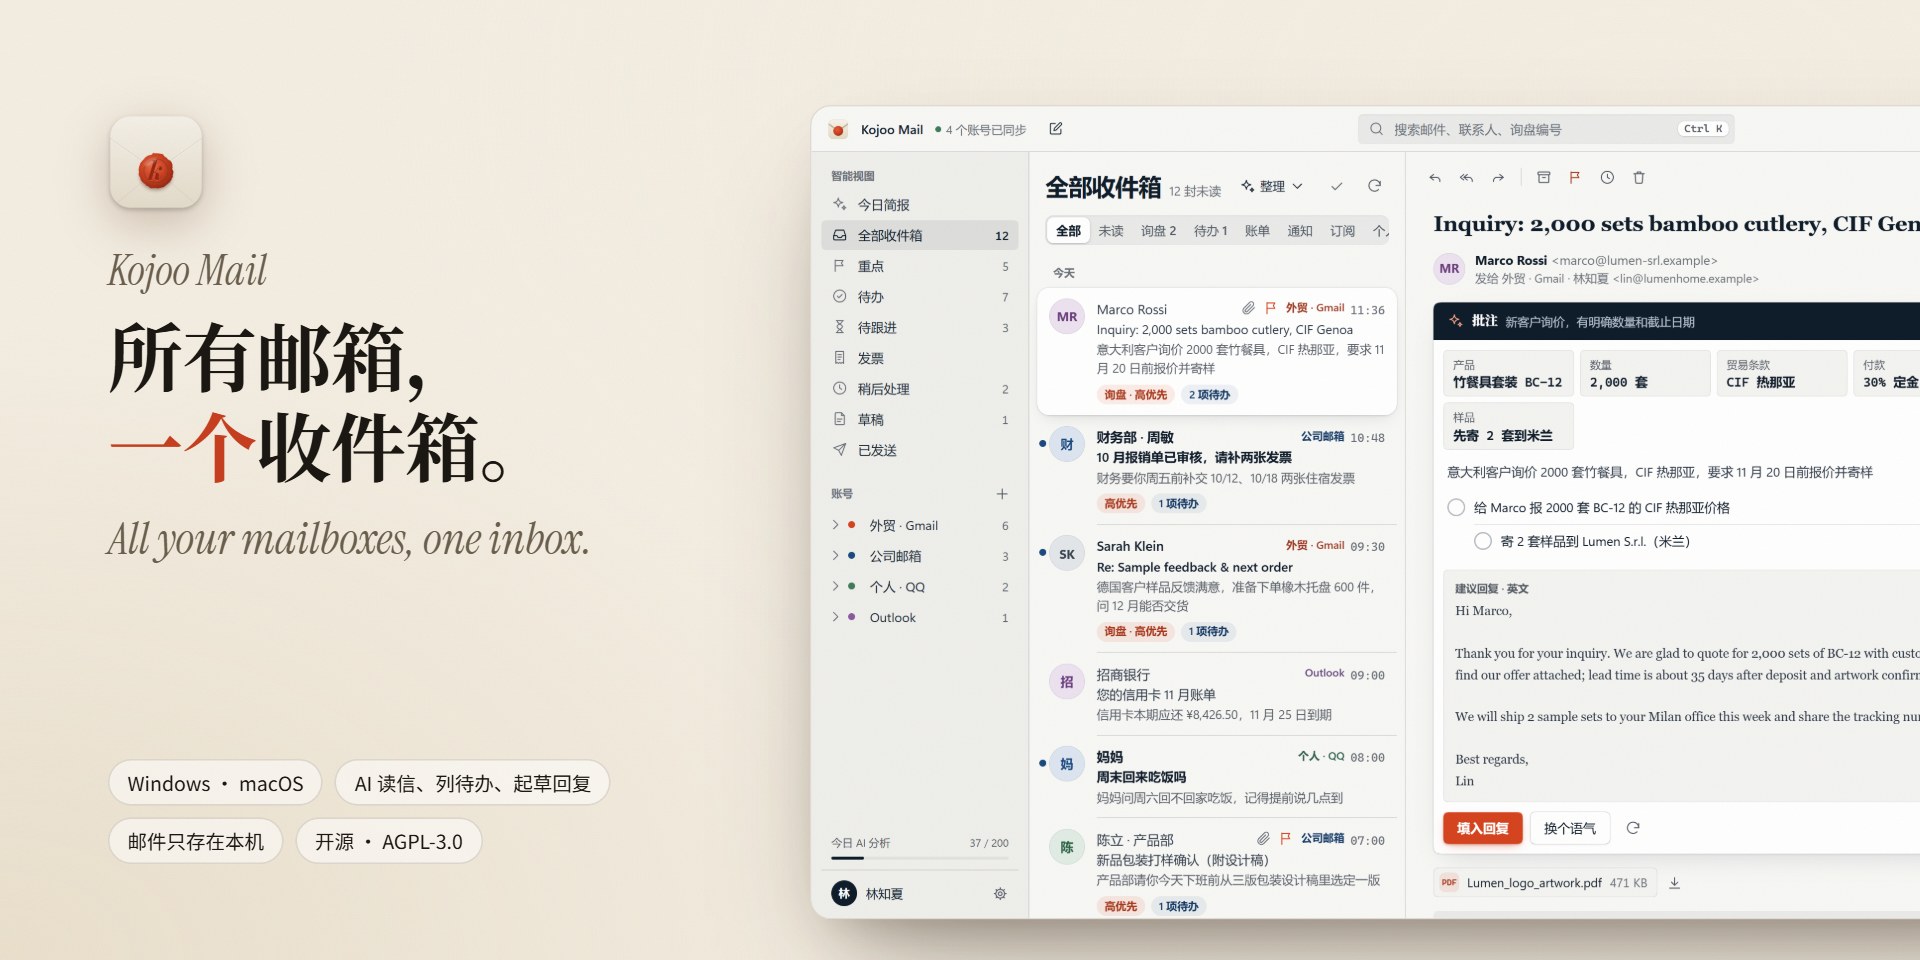 Kojoo Mail
所有邮箱，
一个收件箱。
All your mailboxes, one inbox.
Windows · macOS
AI 读信、列待办、起草回复
邮件只存在本机
开源 · AGPL-3.0
Kojoo Mail
4 个账号已同步
搜索邮件、联系人、询盘编号
Ctrl K
智能视图
今日简报
全部收件箱 12
重点 5
待办 7
待跟进 3
发票
稍后处理 2
草稿 1
已发送
账号
外贸 · Gmail 6
公司邮箱 3
个人 · QQ 2
Outlook 1
今日 AI 分析 37 / 200
林 林知夏
全部收件箱 12 封未读
整理
全部 未读 询盘 2 待办 1 账单 通知 订阅 个
今天
MR
Marco Rossi 外贸 · Gmail 11:36
Inquiry: 2,000 sets bamboo cutlery, CIF Genoa
意大利客户询价 2000 套竹餐具，CIF 热那亚，要求 11
月 20 日前报价并寄样
询盘 · 高优先 2 项待办
财
财务部 · 周敏 公司邮箱 10:48
10 月报销单已审核，请补两张发票
财务要你周五前补交 10/12、10/18 两张住宿发票
高优先 1 项待办
SK
Sarah Klein 外贸 · Gmail 09:30
Re: Sample feedback & next order
德国客户样品反馈满意，准备下单橡木托盘 600 件，
问 12 月能否交货
询盘 · 高优先 1 项待办
招
招商银行 Outlook 09:00
您的信用卡 11 月账单
信用卡本期应还 ¥8,426.50，11 月 25 日到期
妈
妈妈 个人 · QQ 08:00
周末回来吃饭吗
妈妈问周六回不回家吃饭，记得提前说几点到
陈
陈立 · 产品部 公司邮箱 07:00
新品包装打样确认（附设计稿）
产品部请你今天下班前从三版包装设计稿里选定一版
高优先 1 项待办
Inquiry: 2,000 sets bamboo cutlery, CIF Gen
MR
Marco Rossi <marco@lumen-srl.example>
发给 外贸 · Gmail · 林知夏 <lin@lumenhome.example>
批注 新客户询价，有明确数量和截止日期
产品
竹餐具套装 BC-12
数量
2,000 套
贸易条款
CIF 热那亚
付款
30% 定金
样品
先寄 2 套到米兰
意大利客户询价 2000 套竹餐具，CIF 热那亚，要求 11 月 20 日前报价并寄样
给 Marco 报 2000 套 BC-12 的 CIF 热那亚价格
寄 2 套样品到 Lumen S.r.l.（米兰）
建议回复 · 英文
Hi Marco,
Thank you for your inquiry. We are glad to quote for 2,000 sets of BC-12 with custo
find our offer attached; lead time is about 35 days after deposit and artwork confirm
We will ship 2 sample sets to your Milan office this week and share the tracking nu
Best regards,
Lin
填入回复
换个语气
PDF Lumen_logo_artwork.pdf 471 KB